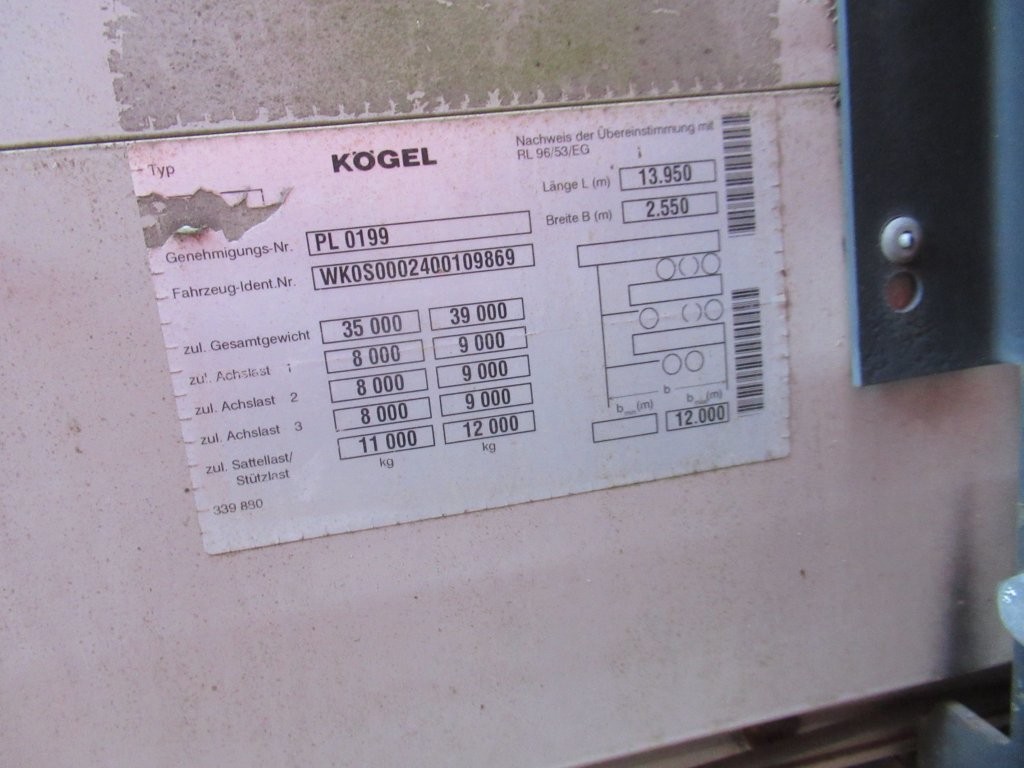 Typ
KÖGEL
Nachweis der Übereinstimmung mit
RL 96/53/EG
Länge L (m) 13.950
Breite B (m) 2.550
Genehmigungs-Nr. PL 0199
Fahrzeug-Ident.Nr. WK0S0002400109869
zul. Gesamtgewicht 35 000 39 000
zul. Achslast 1 8 000 9 000
zul. Achslast 2 8 000 9 000
zul. Achslast 3 8 000 9 000
zul. Sattellast/ 11 000 12 000
Stützlast kg kg
339 890
b
(m) (m)
12.000